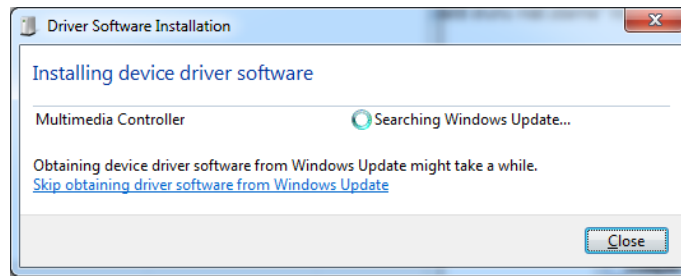 Driver Software Installation
Installing device driver software
Multimedia Controller Searching Windows Update...
Obtaining device driver software from Windows Update might take a while.
Skip obtaining driver software from Windows Update
Close